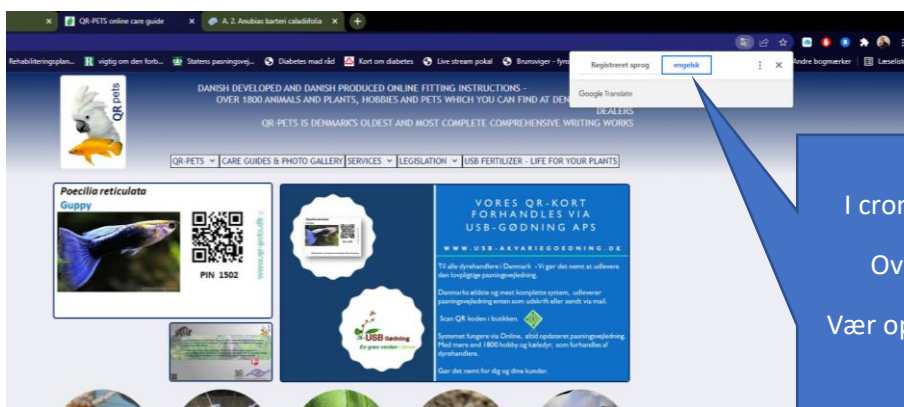 QR-PETS online care guide
A. 2. Anubias barteri caladiifolia
Rehabiliteringsplan... vigtig om den forb... Statens pasningsvej... Diabetes mad råd Kort om diabetes Live stream pokal Brunsviger - fyns
Andre bogmærker Læselist
Registreret sprog engelsk
Google Translate
QR pets
DANISH DEVELOPED AND DANISH PRODUCED ONLINE FITTING INSTRUCTIONS -
OVER 1800 ANIMALS AND PLANTS, HOBBIES AND PETS WHICH YOU CAN FIND AT DEN
DEALERS
QR-PETS IS DENMARK'S OLDEST AND MOST COMPLETE COMPREHENSIVE WRITING WORKS
QR-PETS CARE GUIDES & PHOTO GALLERY SERVICES LEGISLATION USB FERTILIZER - LIFE FOR YOUR PLANTS
Poecilia reticulata
Guppy
PIN 1502
www.qr-pets.dk
VORES QR-KORT
FORHANDLES VIA
USB-GØDNING APS
WWW.USB-AKVARIEGOEDNING.DK
Til alle dyrehandlere i Danmark - Vi gør det nemt at udlevere
den lovpligtige pasningvejledning.
Danmarks ældste og mest komplette system, udleverer
pasningvejledning enten som udskrift eller sendt via mail.
Scan QR koden i butikken.
Systemet fungere via Online, altid opdateret pasningvejledning.
Med mere end 1800 hobby og kæledyr, som forhandles af
dyrehandlere.
Gør det nemt for dig og dine kunder.
USB Gødning
En grøn verden
I cron
Ov
Vær op